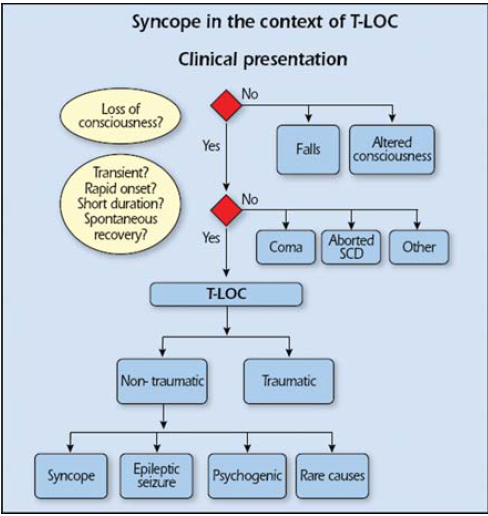 Syncope in the context of T-LOC
Clinical presentation
Loss of
consciousness?
No
Yes
Falls
Altered
consciousness
Transient?
Rapid onset?
Short duration?
Spontaneous
recovery?
No
Yes
Coma
Aborted
SCD
Other
T-LOC
Non- traumatic
Traumatic
Syncope
Epileptic
seizure
Psychogenic
Rare causes